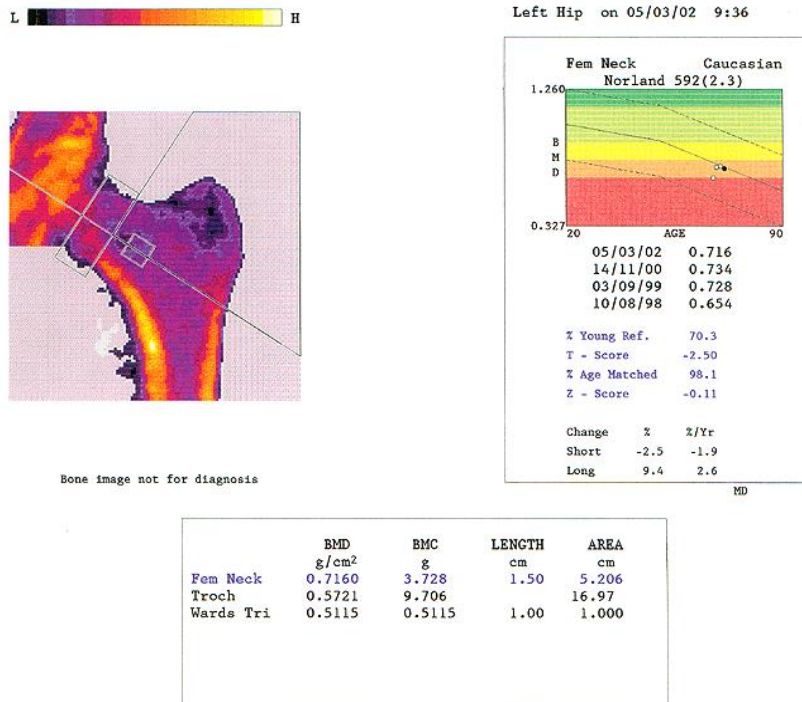 L H
Bone image not for diagnosis
Left Hip on 05/03/02 9:36
Fem Neck Caucasian
Norland 592(2.3)
1.260
B
M
D
0.327
20 AGE 90
05/03/02 0.716
14/11/00 0.734
03/09/99 0.728
10/08/98 0.654
% Young Ref. 70.3
T - Score -2.50
% Age Matched 98.1
Z - Score -0.11
Change % %/Yr
Short -2.5 -1.9
Long 9.4 2.6
MD
BMD BMC LENGTH AREA
g/cm² g cm cm
Fem Neck 0.7160 3.728 1.50 5.206
Troch 0.5721 9.706 16.97
Wards Tri 0.5115 0.5115 1.00 1.000